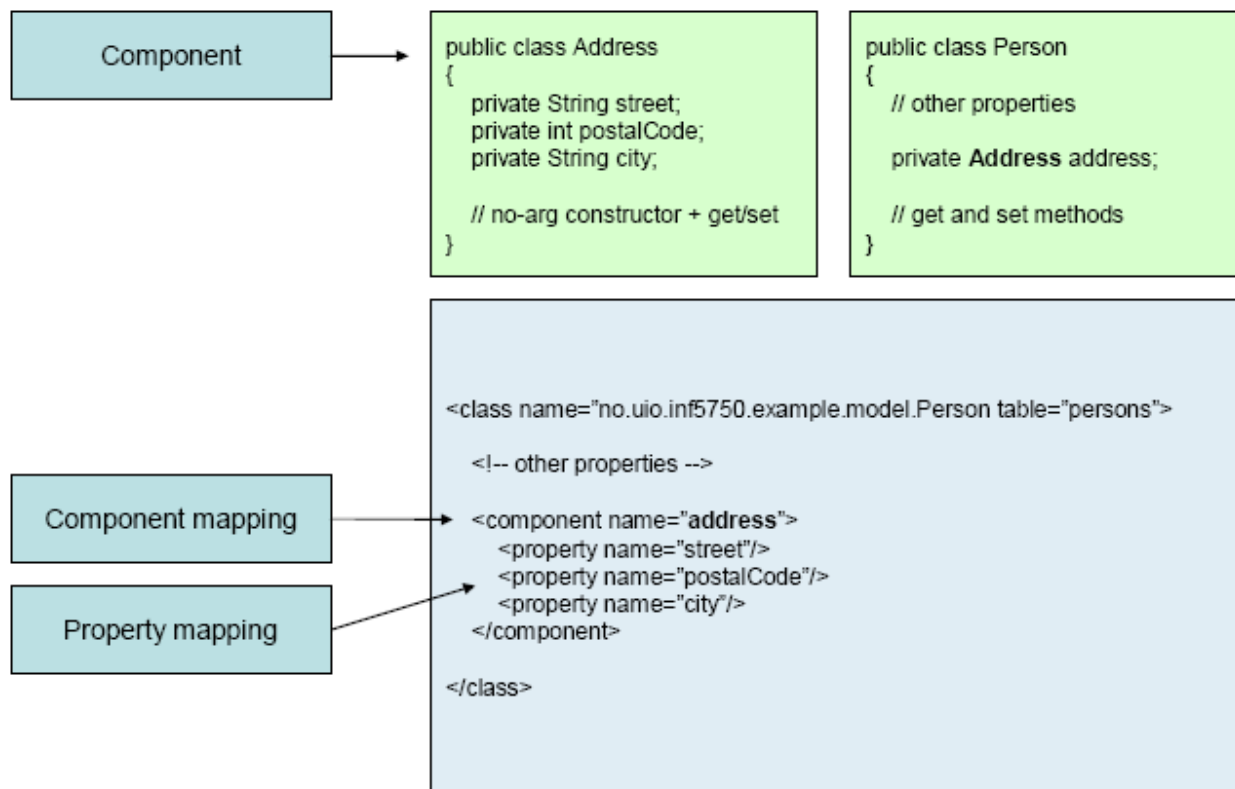 Component
public class Address
{
private String street;
private int postalCode;
private String city;
// no-arg constructor + get/set
}
public class Person
{
// other properties
private Address address;
// get and set methods
}
Component mapping
Property mapping
<class name=”no.uio.inf5750.example.model.Person table=”persons”>
<!-- other properties -->
<component name=”address”>
<property name=”street”/>
<property name=”postalCode”/>
<property name=”city”/>
</component>
</class>